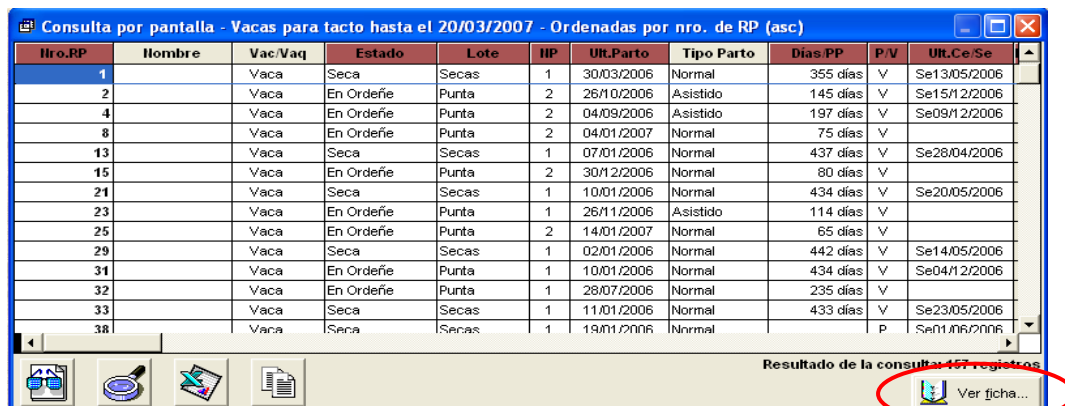 Consulta por pantalla - Vacas para tacto hasta el 20/03/2007 - Ordenadas por nro. de RP (asc)
Nro.RP Nombre Vac/Vaq Estado Lote NP Ult.Parto Tipo Parto Días/PP P/V Ult.Ce/Se
1 Vaca Seca Secas 1 30/03/2006 Normal 355 días V Se13/05/2006
2 Vaca En Ordeñe Punta 2 26/10/2006 Asistido 145 días V Se15/12/2006
4 Vaca En Ordeñe Punta 2 04/09/2006 Asistido 197 días V Se09/12/2006
8 Vaca En Ordeñe Punta 2 04/01/2007 Normal 75 días V
13 Vaca Seca Secas 1 07/01/2006 Normal 437 días V Se28/04/2006
15 Vaca En Ordeñe Punta 2 30/12/2006 Normal 80 días V
21 Vaca Seca Secas 1 10/01/2006 Normal 434 días V Se20/05/2006
23 Vaca En Ordeñe Punta 1 26/11/2006 Asistido 114 días V
25 Vaca En Ordeñe Punta 2 14/01/2007 Normal 65 días V
29 Vaca Seca Secas 1 02/01/2006 Normal 442 días V Se14/05/2006
31 Vaca En Ordeñe Punta 1 10/01/2006 Normal 434 días V Se04/12/2006
32 Vaca En Ordeñe Punta 1 28/07/2006 Normal 235 días V
33 Vaca Seca Secas 1 11/01/2006 Normal 433 días V Se23/05/2006
38 Vaca Seca Secas 1 19/01/2006 Normal P Se01/06/2006
Resultado de la consulta: 157 registros
Ver ficha...